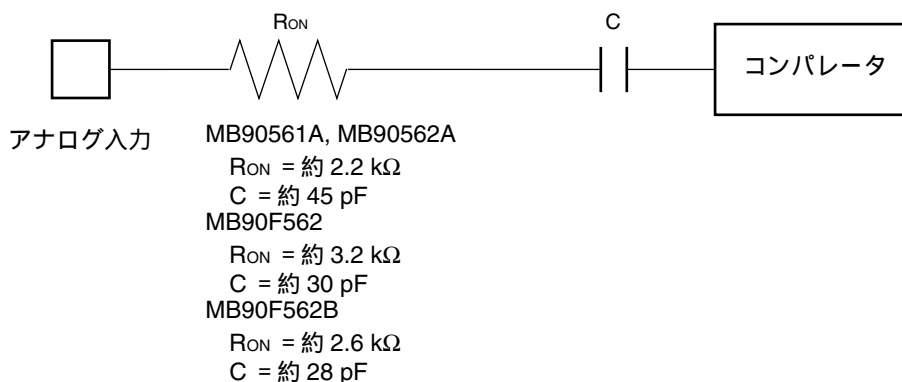 RON
C
コンパレータ
アナログ入力
MB90561A, MB90562A
RON = 約 2.2 kΩ
C = 約 45 pF
MB90F562
RON = 約 3.2 kΩ
C = 約 30 pF
MB90F562B
RON = 約 2.6 kΩ
C = 約 28 pF